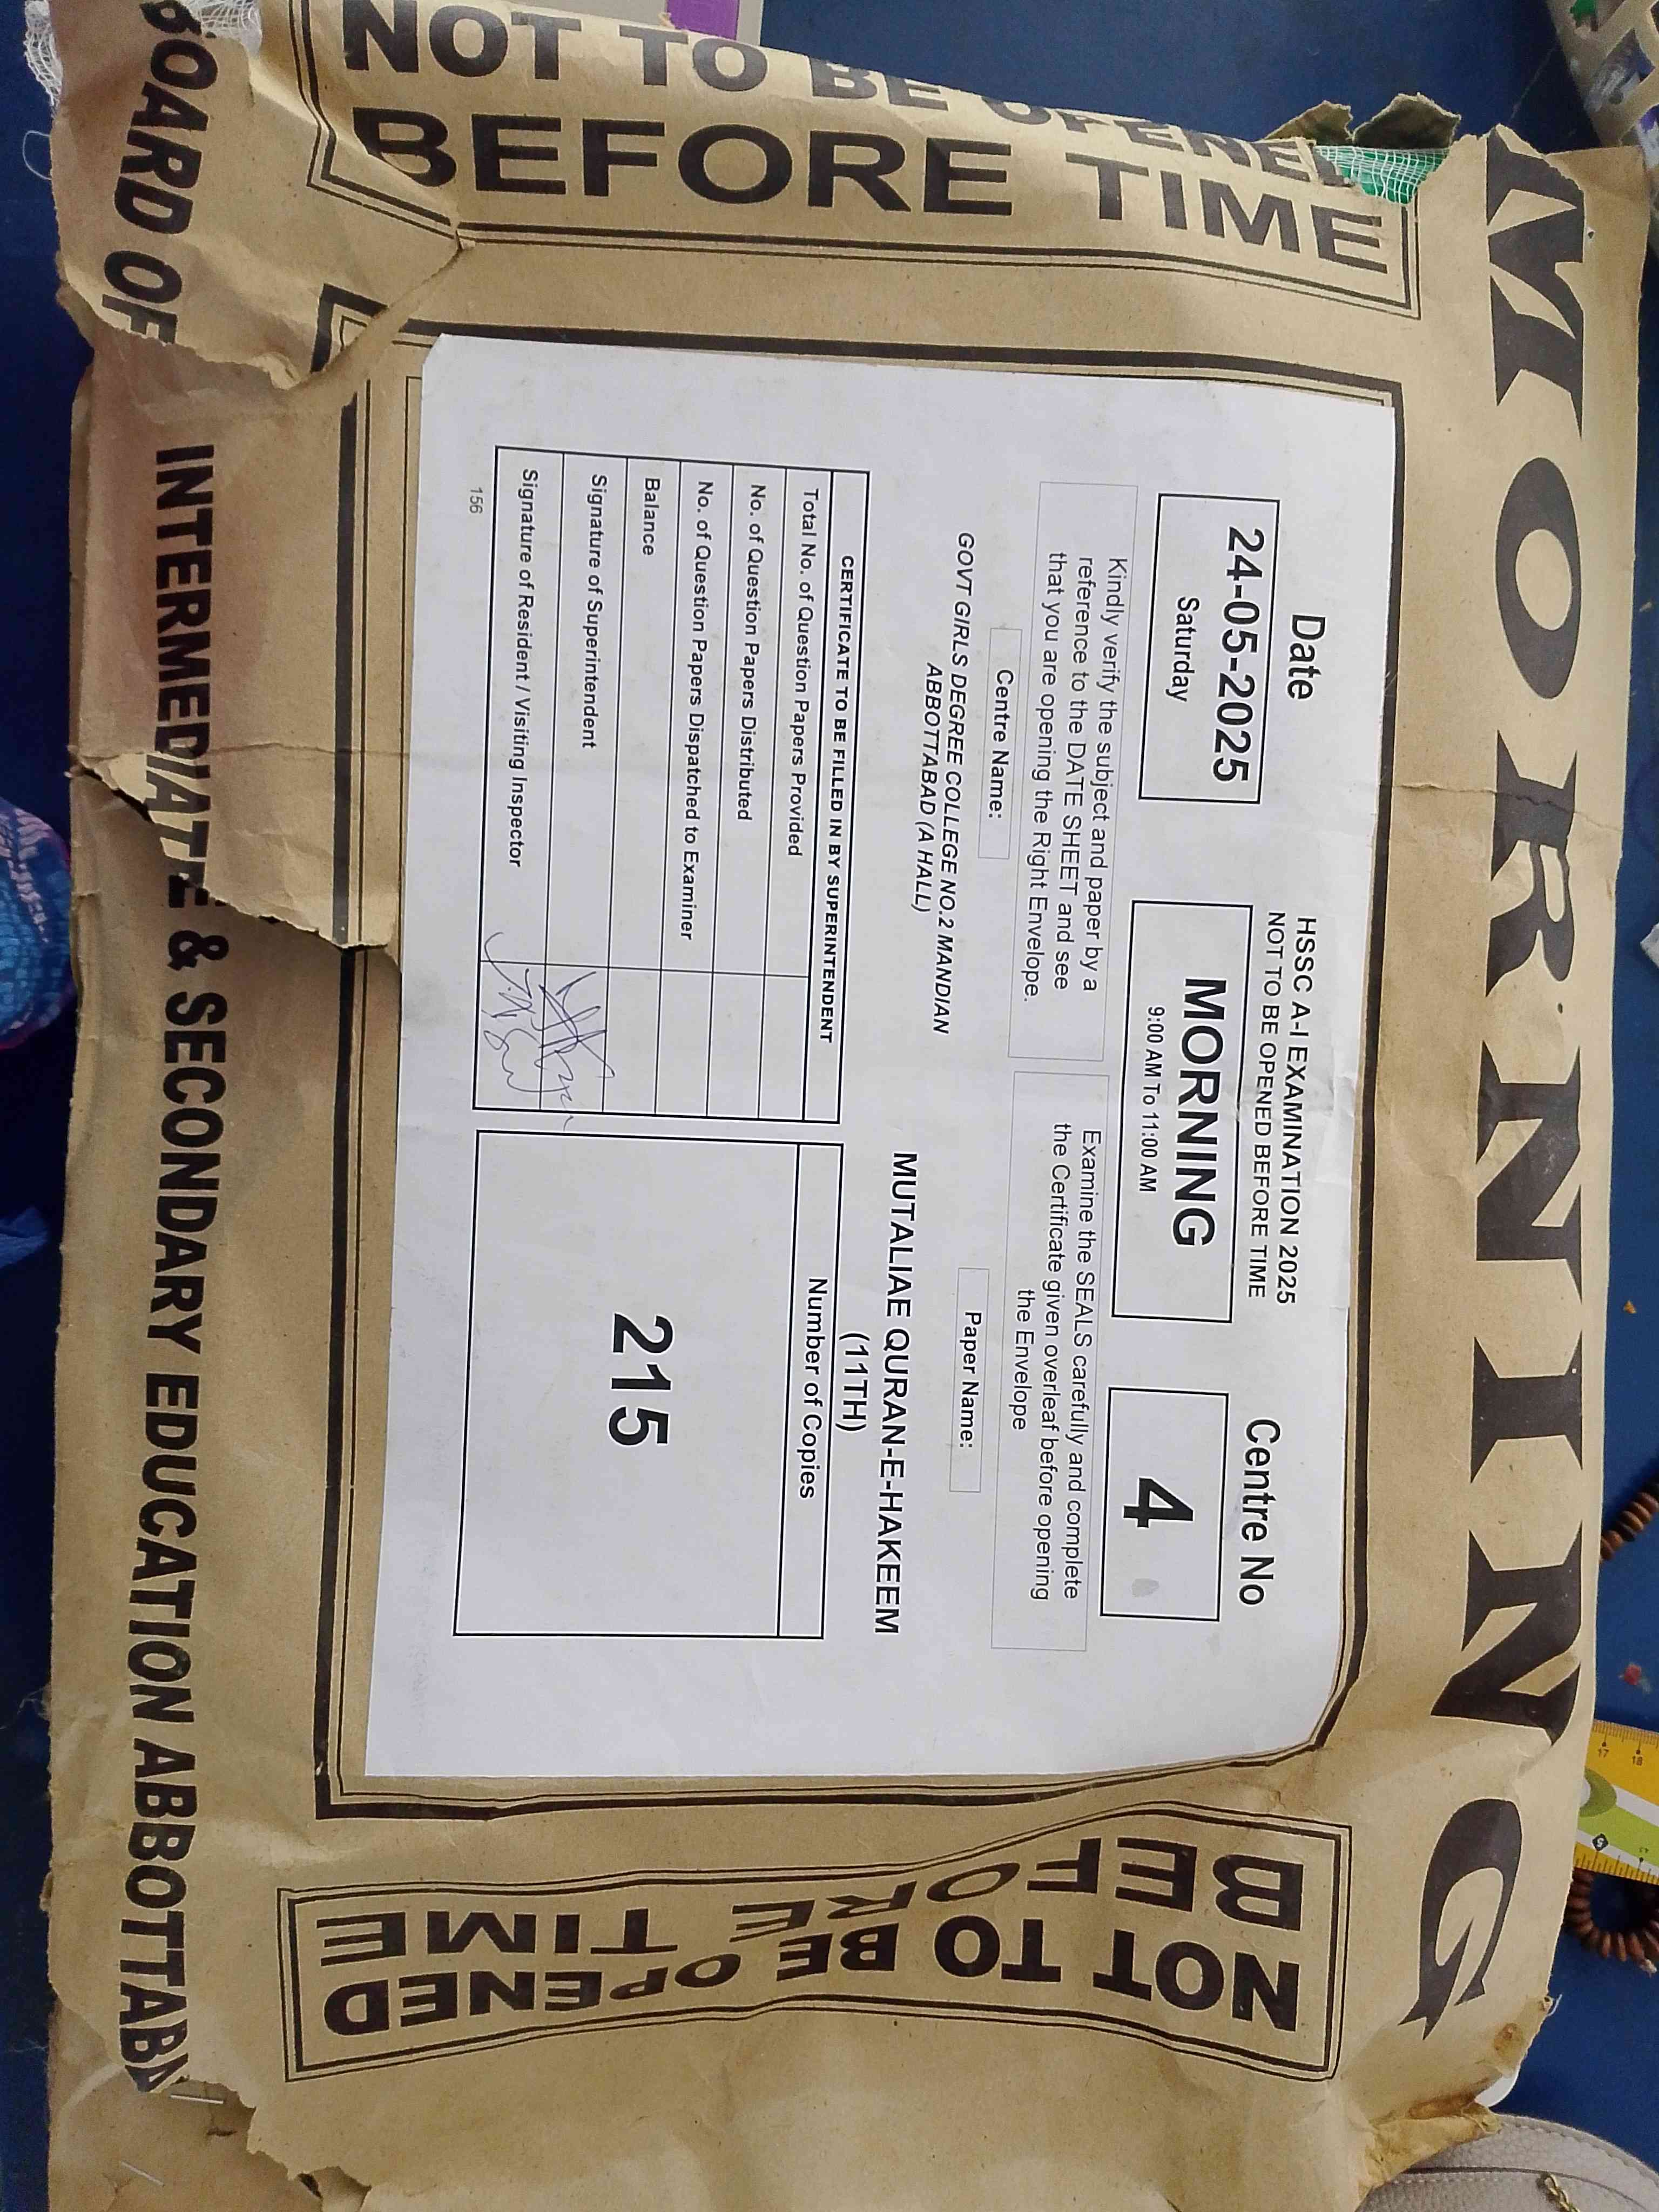 MORNING
NOT TO BE OPENED
BEFORE TIME
Date
24-05-2025
Saturday
HSSC A-I EXAMINATION 2025
NOT TO BE OPENED BEFORE TIME
MORNING
9:00 AM To 11:00 AM
Centre No
4
Kindly verify the subject and paper by a
reference to the DATE SHEET and see
that you are opening the Right Envelope.
Examine the SEALS carefully and complete
the Certificate given overleaf before opening
the Envelope
Centre Name:
GOVT GIRLS DEGREE COLLEGE NO.2 MANDIAN
ABBOTTABAD (A HALL)
Paper Name:
MUTALIAE QURAN-E-HAKEEM
(11TH)
CERTIFICATE TO BE FILLED IN BY SUPERINTENDENT
Total No. of Question Papers Provided
No. of Question Papers Distributed
No. of Question Papers Dispatched to Examiner
Balance
Signature of Superintendent
Signature of Resident / Visiting Inspector
156
Number of Copies
215
NOT TO BE OPENED
BEFORE TIME
BOARD OF INTERMEDIATE & SECONDARY EDUCATION ABBOTTABA
17 18